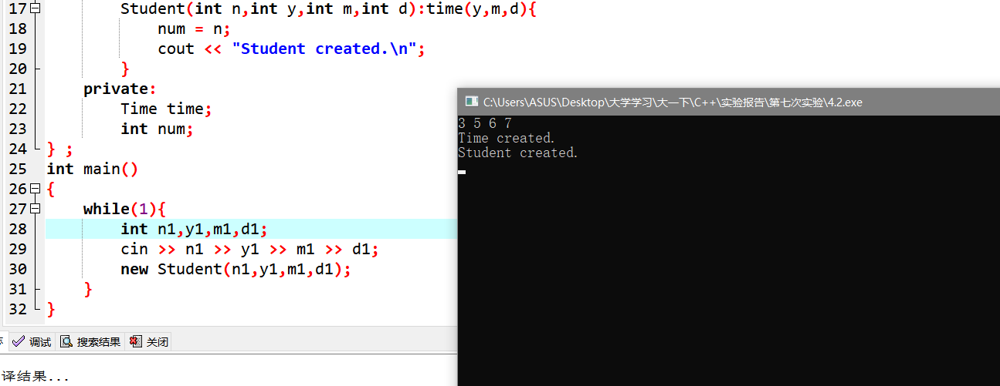 17 Student(int n,int y,int m,int d):time(y,m,d){
18 num = n;
19 cout << "Student created.\n";
20 }
21 private:
22 Time time;
23 int num;
24 } ;
25 int main()
26 {
27 while(1){
28 int n1,y1,m1,d1;
29 cin >> n1 >> y1 >> m1 >> d1;
30 new Student(n1,y1,m1,d1);
31 }
32 }
调试 搜索结果 关闭
译结果...
C:\Users\ASUS\Desktop\大学学习\大一下\C++\实验报告\第七次实验\4.2.exe
3 5 6 7
Time created.
Student created.